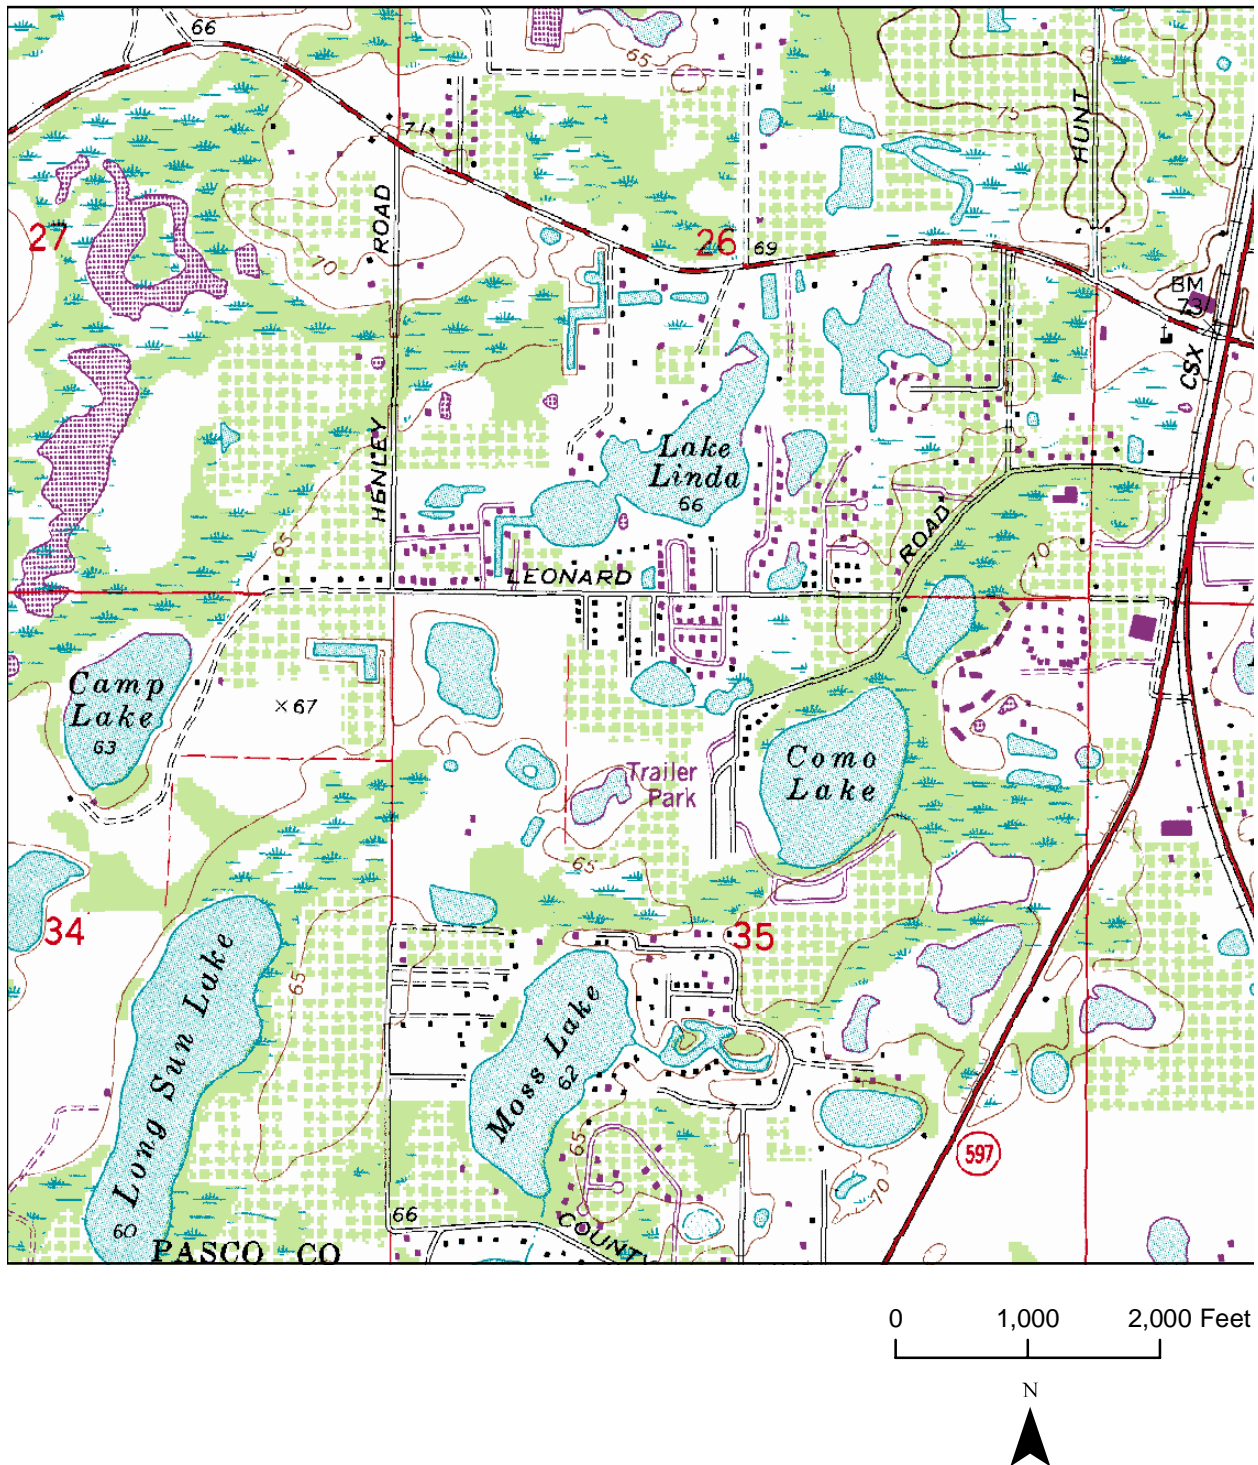 66
65
75
HUNT
71
ROAD
27
26
69
70
BM
73
CSX
Lake
Linda
66
HENLEY
ROAD
65
70
LEONARD
Camp
Lake
63
67
Como
Lake
Trailer
Park
65
34
35
65
Long Sun Lake
60
Moss Lake
62
65
597
70
66
PASCO CO
COUNTY
0 1,000 2,000 Feet
N